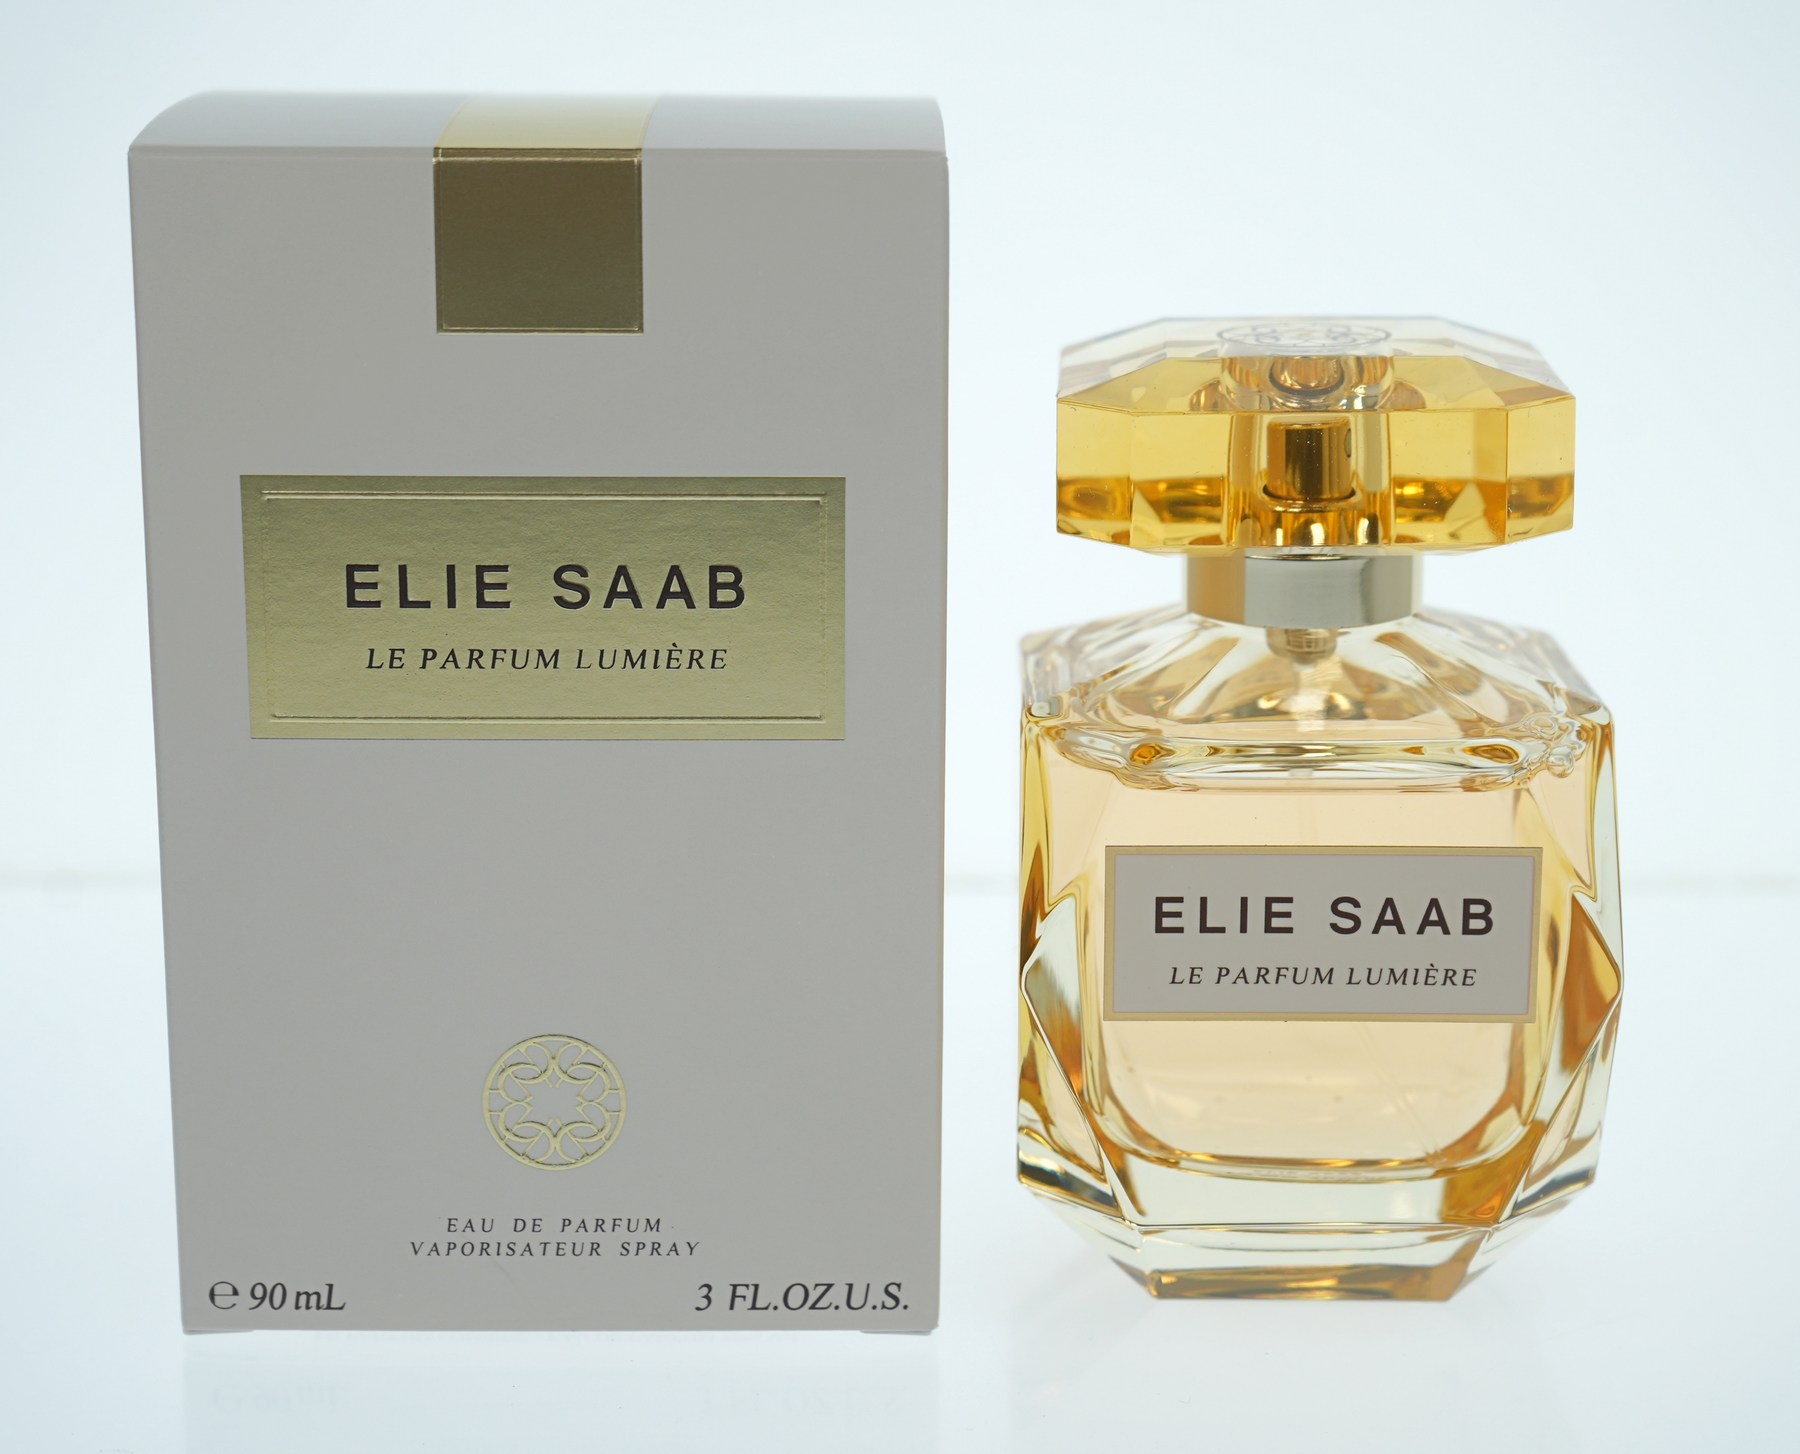 ELIE SAAB
LE PARFUM LUMIÈRE
EAU DE PARFUM
VAPORISATEUR SPRAY
℮ 90 mL
3 FL.OZ.U.S.
ELIE SAAB
LE PARFUM LUMIÈRE